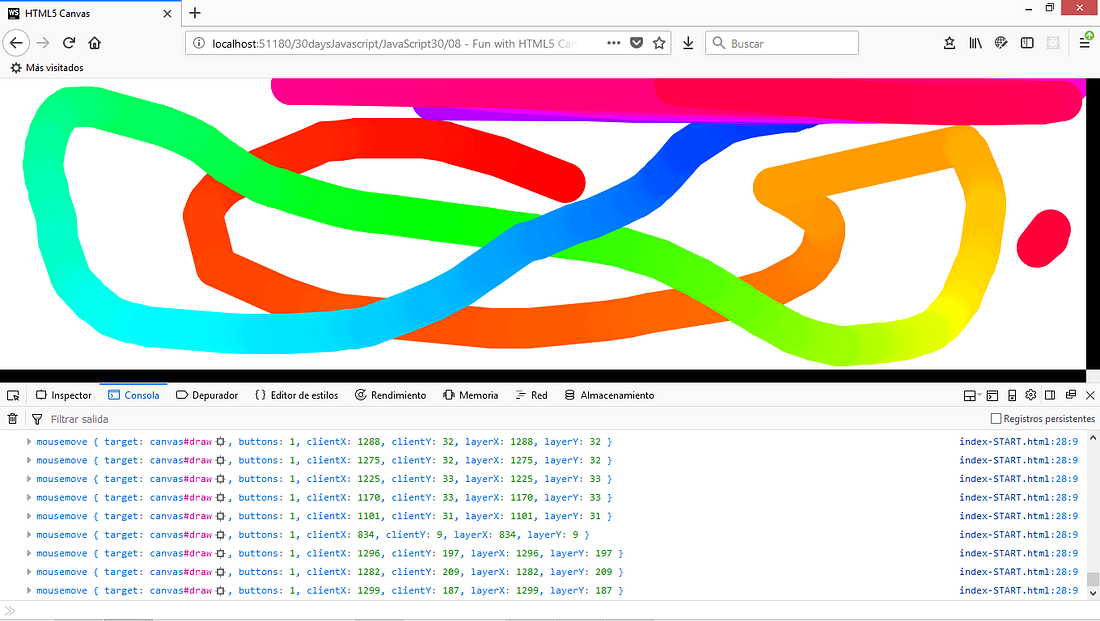 WS HTML5 Canvas
localhost:51180/30daysJavascript/JavaScript30/08 - Fun with HTML5 Can
Buscar
Más visitados
Inspector Consola Depurador Editor de estilos Rendimiento Memoria Red Almacenamiento
Filtrar salida Registros persistentes
mousemove { target: canvas#draw, buttons: 1, clientX: 1288, clientY: 32, layerX: 1288, layerY: 32 } index-START.html:28:9
mousemove { target: canvas#draw, buttons: 1, clientX: 1275, clientY: 32, layerX: 1275, layerY: 32 } index-START.html:28:9
mousemove { target: canvas#draw, buttons: 1, clientX: 1225, clientY: 33, layerX: 1225, layerY: 33 } index-START.html:28:9
mousemove { target: canvas#draw, buttons: 1, clientX: 1170, clientY: 33, layerX: 1170, layerY: 33 } index-START.html:28:9
mousemove { target: canvas#draw, buttons: 1, clientX: 1101, clientY: 31, layerX: 1101, layerY: 31 } index-START.html:28:9
mousemove { target: canvas#draw, buttons: 1, clientX: 834, clientY: 9, layerX: 834, layerY: 9 } index-START.html:28:9
mousemove { target: canvas#draw, buttons: 1, clientX: 1296, clientY: 197, layerX: 1296, layerY: 197 } index-START.html:28:9
mousemove { target: canvas#draw, buttons: 1, clientX: 1282, clientY: 209, layerX: 1282, layerY: 209 } index-START.html:28:9
mousemove { target: canvas#draw, buttons: 1, clientX: 1299, clientY: 187, layerX: 1299, layerY: 187 } index-START.html:28:9